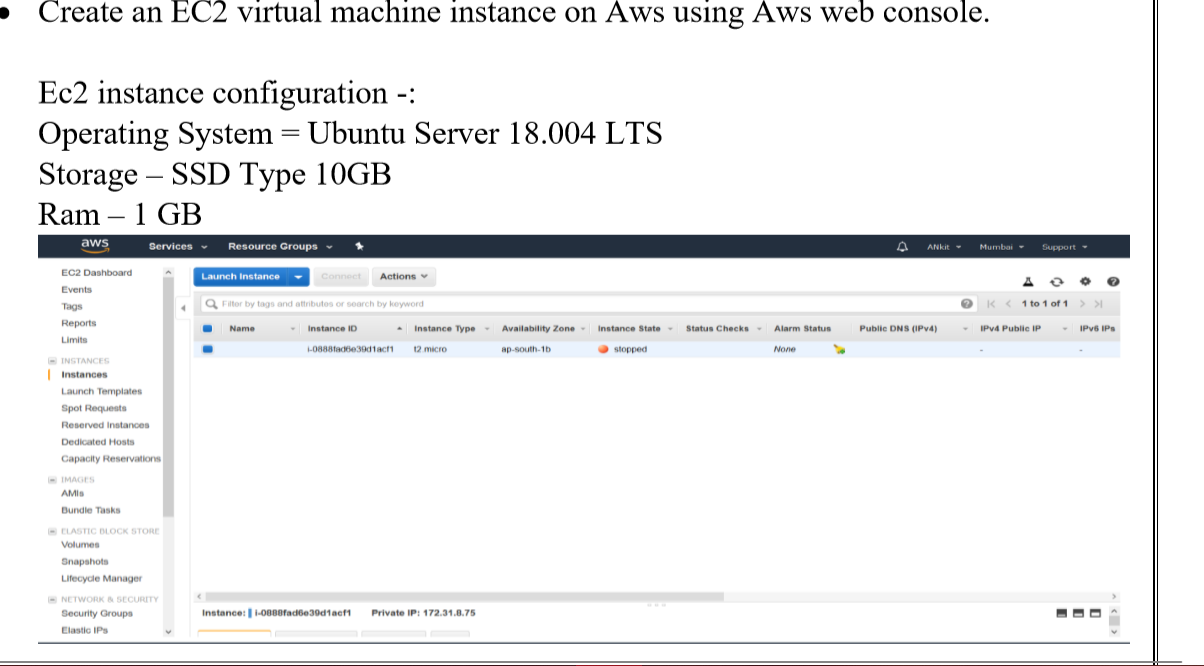 • Create an EC2 virtual machine instance on Aws using Aws web console.
Ec2 instance configuration -:
Operating System = Ubuntu Server 18.004 LTS
Storage – SSD Type 10GB
Ram – 1 GB
aws Services Resource Groups ANkit Mumbai Support
EC2 Dashboard
Events
Tags
Reports
Limits
INSTANCES
Instances
Launch Templates
Spot Requests
Reserved Instances
Dedicated Hosts
Capacity Reservations
IMAGES
AMIs
Bundle Tasks
ELASTIC BLOCK STORE
Volumes
Snapshots
Lifecycle Manager
NETWORK & SECURITY
Security Groups
Elastic IPs
Launch Instance Connect Actions
Filter by tags and attributes or search by keyword 1 to 1 of 1
Name Instance ID Instance Type Availability Zone Instance State Status Checks Alarm Status Public DNS (IPv4) IPv4 Public IP IPv6 IPs
i-0888fad6e39d1acf1 t2.micro ap-south-1b stopped None - -
Instance: i-0888fad6e39d1acf1 Private IP: 172.31.8.75